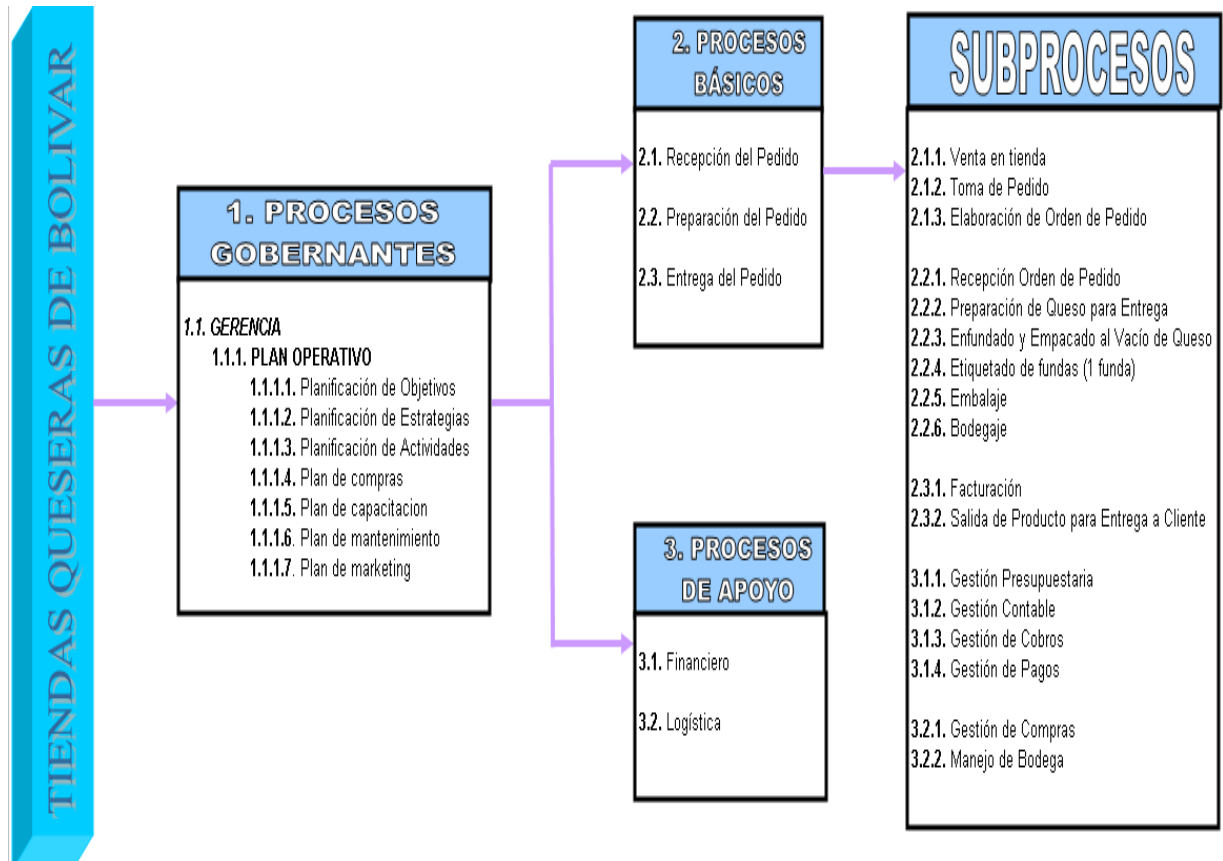 TIENDAS QUESERAS DE BOLIVAR
1. PROCESOS
GOBERNANTES
1.1. GERENCIA
1.1.1. PLAN OPERATIVO
1.1.1.1. Planificación de Objetivos
1.1.1.2. Planificación de Estrategias
1.1.1.3. Planificación de Actividades
1.1.1.4. Plan de compras
1.1.1.5. Plan de capacitacion
1.1.1.6. Plan de mantenimiento
1.1.1.7. Plan de marketing
2. PROCESOS
BÁSICOS
2.1. Recepción del Pedido
2.2. Preparación del Pedido
2.3. Entrega del Pedido
3. PROCESOS
DE APOYO
3.1. Financiero
3.2. Logística
SUBPROCESOS
2.1.1. Venta en tienda
2.1.2. Toma de Pedido
2.1.3. Elaboración de Orden de Pedido
2.2.1. Recepción Orden de Pedido
2.2.2. Preparación de Queso para Entrega
2.2.3. Enfundado y Empacado al Vacío de Queso
2.2.4. Etiquetado de fundas (1 funda)
2.2.5. Embalaje
2.2.6. Bodegaje
2.3.1. Facturación
2.3.2. Salida de Producto para Entrega a Cliente
3.1.1. Gestión Presupuestaria
3.1.2. Gestión Contable
3.1.3. Gestión de Cobros
3.1.4. Gestión de Pagos
3.2.1. Gestión de Compras
3.2.2. Manejo de Bodega